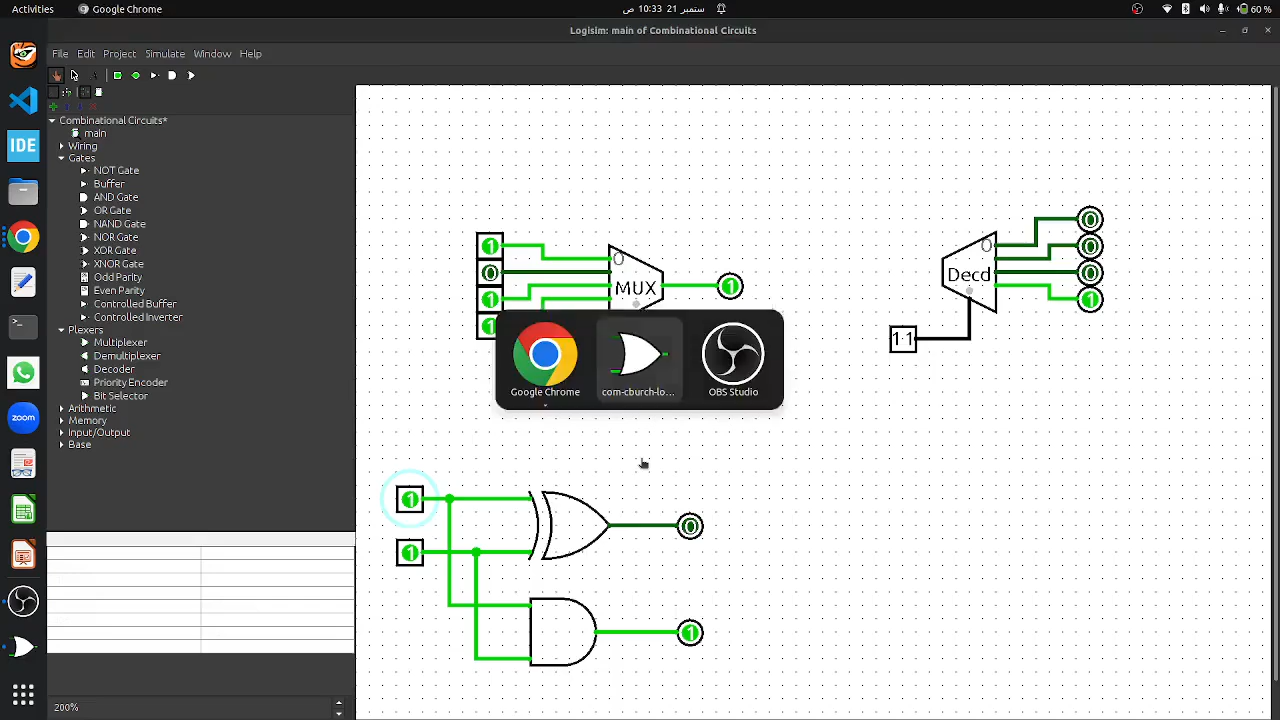 Activities
Google Chrome
ستمبر 21 10:33 ص
60 %
Logisim: main of Combinational Circuits
File Edit Project Simulate Window Help
Combinational Circuits*
main
Wiring
Gates
NOT Gate
Buffer
AND Gate
OR Gate
NAND Gate
NOR Gate
XOR Gate
XNOR Gate
Odd Parity
Even Parity
Controlled Buffer
Controlled Inverter
Plexers
Multiplexer
Demultiplexer
Decoder
Priority Encoder
Bit Selector
Arithmetic
Memory
Input/Output
Base
200%
IDE
zoom
1
0
1
1
0
MUX
1
0
Decd
0
0
0
1
1 1
Google Chrome
com-cburch-lo...
OBS Studio
1
1
0
1